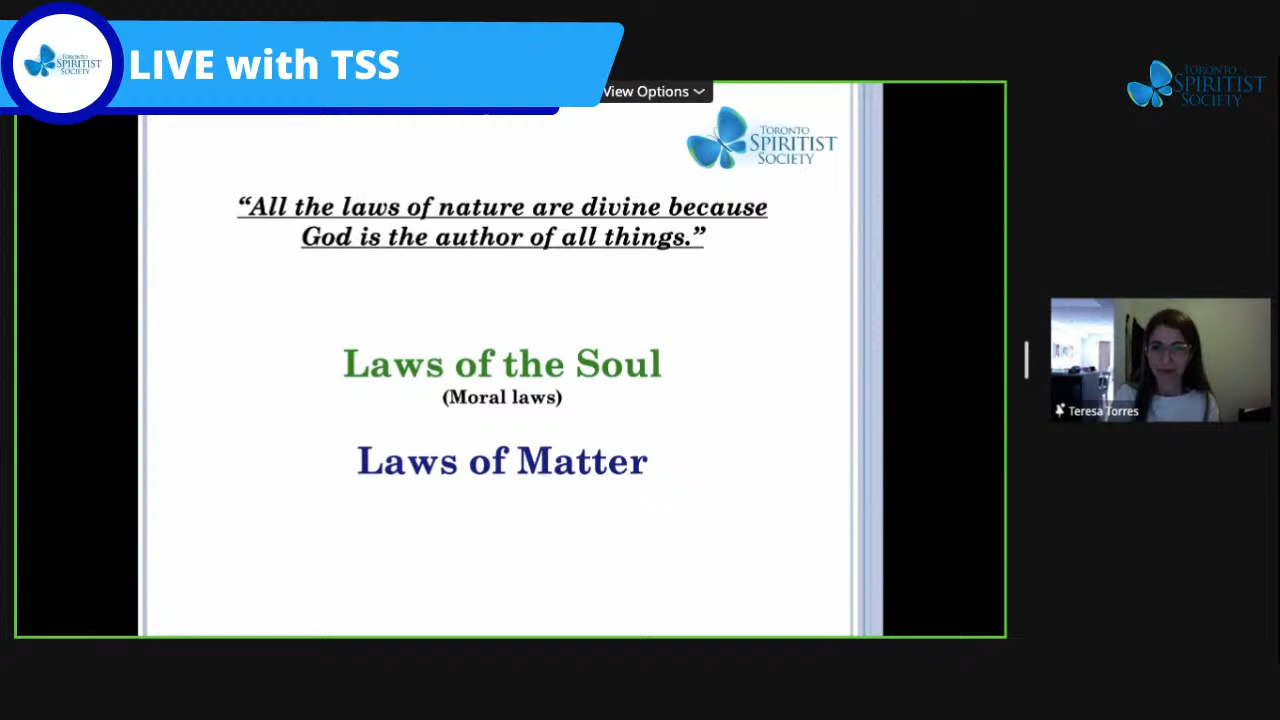 TORONTO
SPIRITIST
SOCIETY
LIVE with TSS
TORONTO
SPIRITIST
SOCIETY
View Options
TORONTO
SPIRITIST
SOCIETY
“All the laws of nature are divine because
God is the author of all things.”
Laws of the Soul
(Moral laws)
Laws of Matter
Teresa Torres